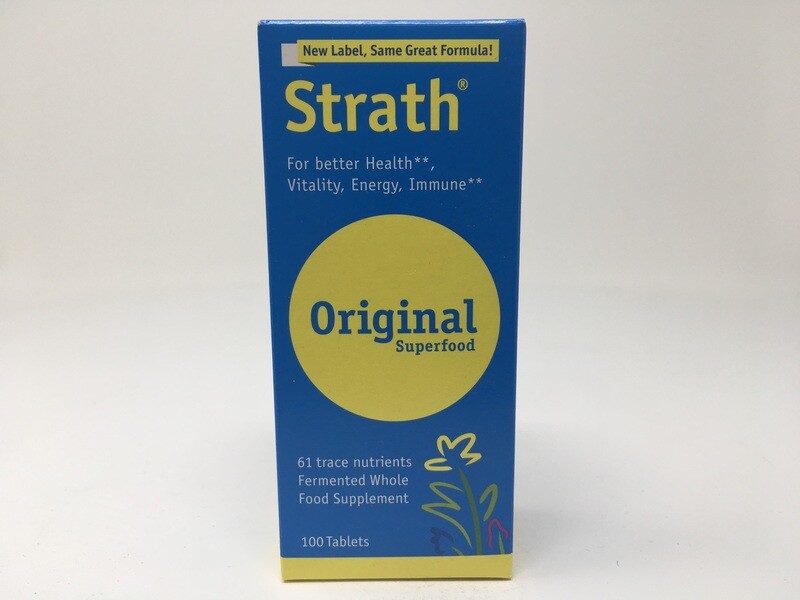 New Label, Same Great Formula!
Strath®
For better Health**,
Vitality, Energy, Immune**
Original
Superfood
61 trace nutrients
Fermented Whole
Food Supplement
100 Tablets